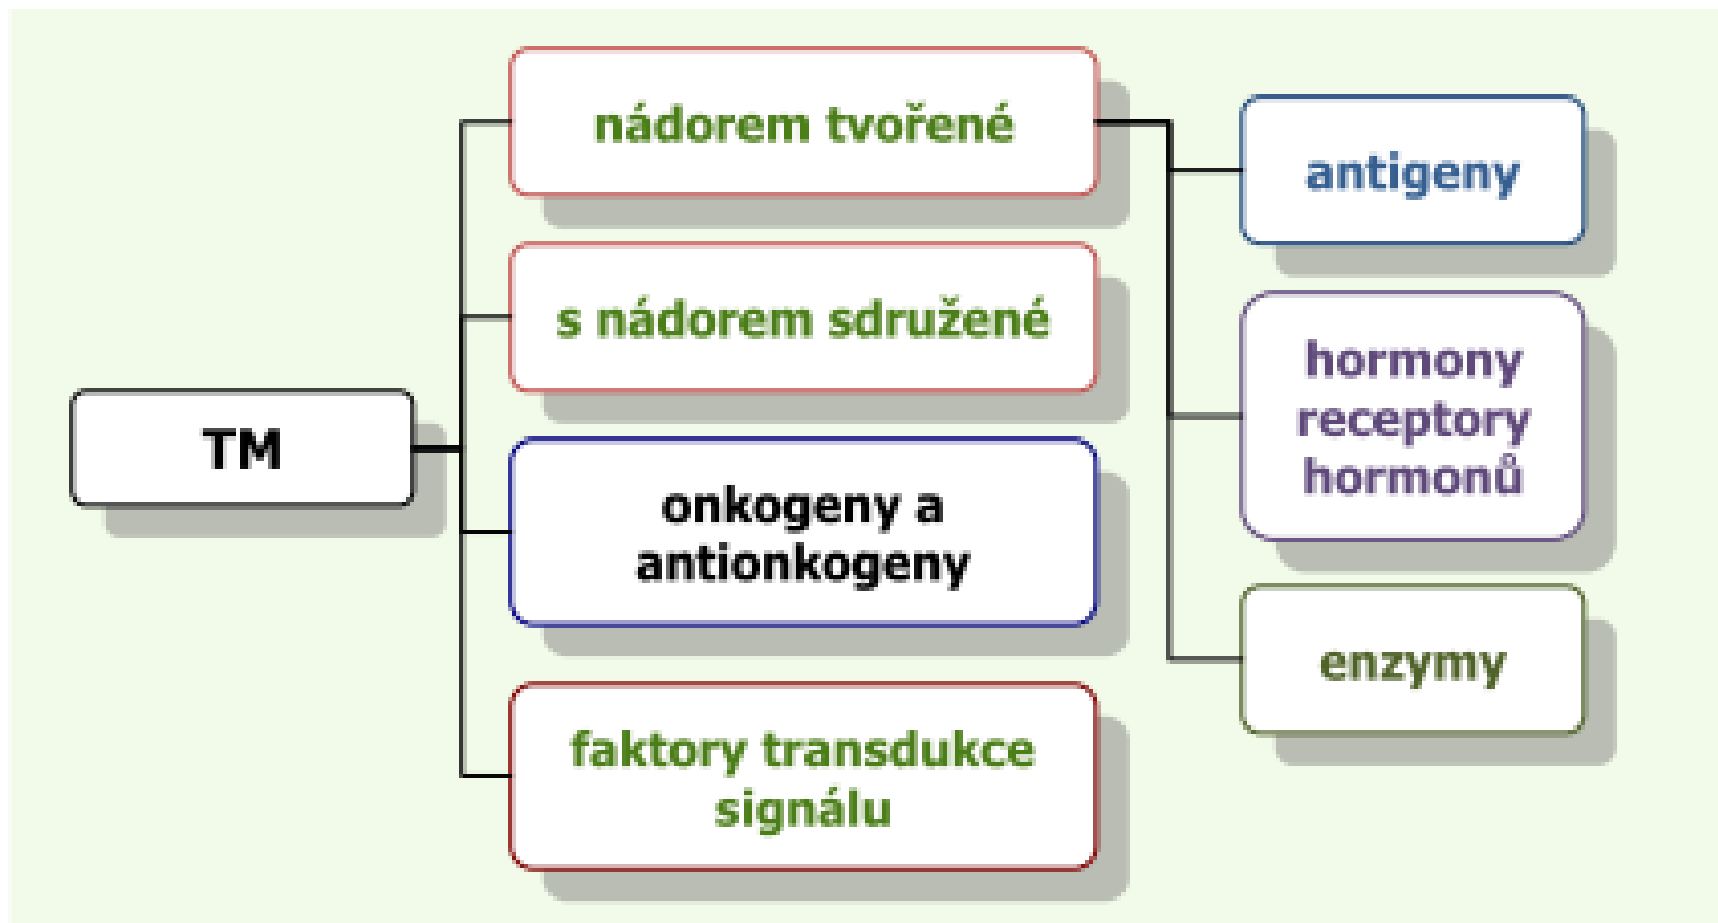 TM
nádorem tvořené
s nádorem sdružené
onkogeny a
antionkogeny
faktory transdukce
signálu
antigeny
hormony
receptory
hormonů
enzymy